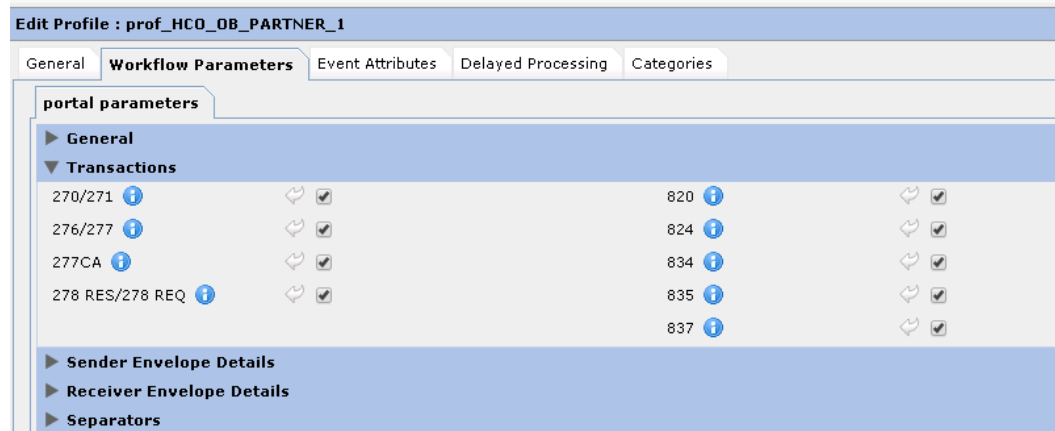 Edit Profile : prof_HCO_OB_PARTNER_1
General Workflow Parameters Event Attributes Delayed Processing Categories
portal parameters
General
Transactions
270/271 820
276/277 824
277CA 834
278 RES/278 REQ 835
837
Sender Envelope Details
Receiver Envelope Details
Separators